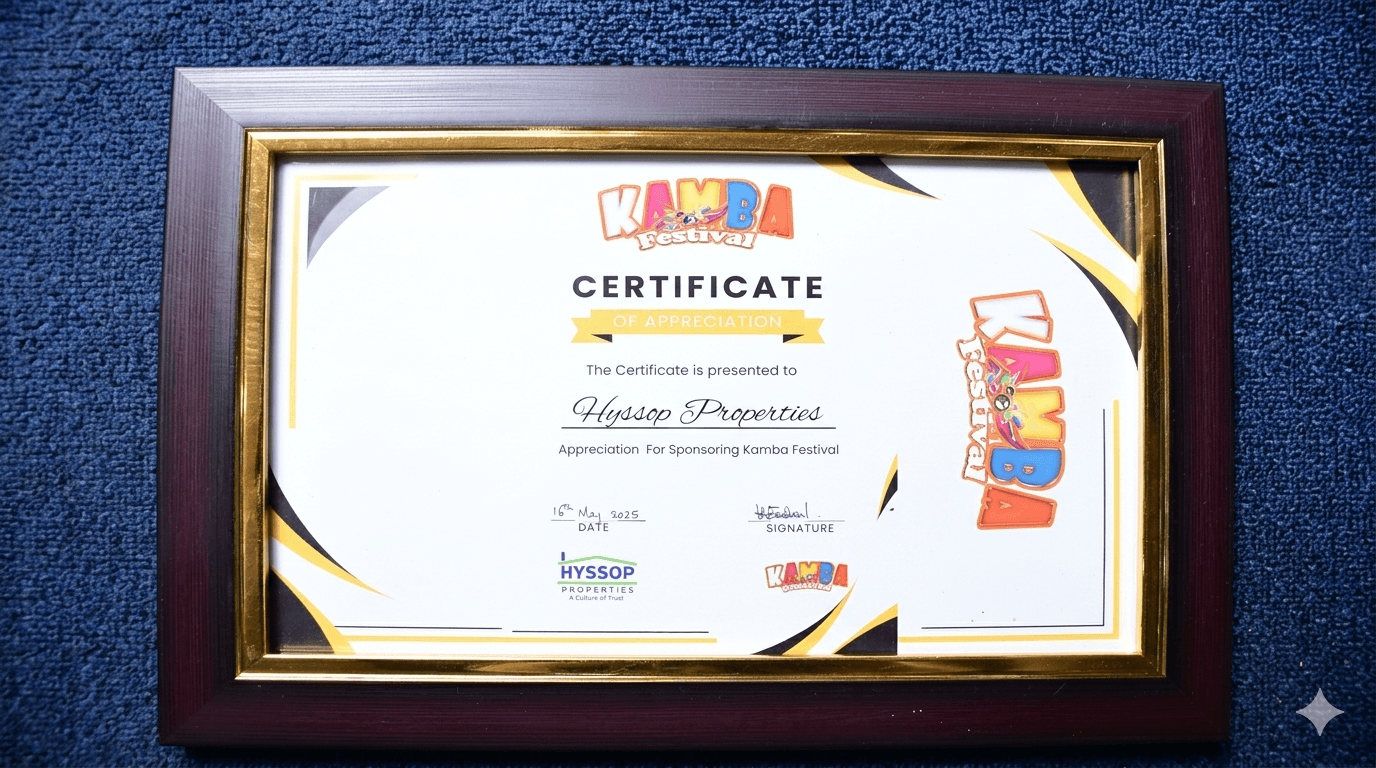 KAMBA
Festival
CERTIFICATE
OF APPRECIATION
The Certificate is presented to
Hyssop Properties
Appreciation For Sponsoring Kamba Festival
16th May 2025
DATE
SIGNATURE
HYSSOP
PROPERTIES
A Culture of Trust
KAMBA
KAMBA
Festival